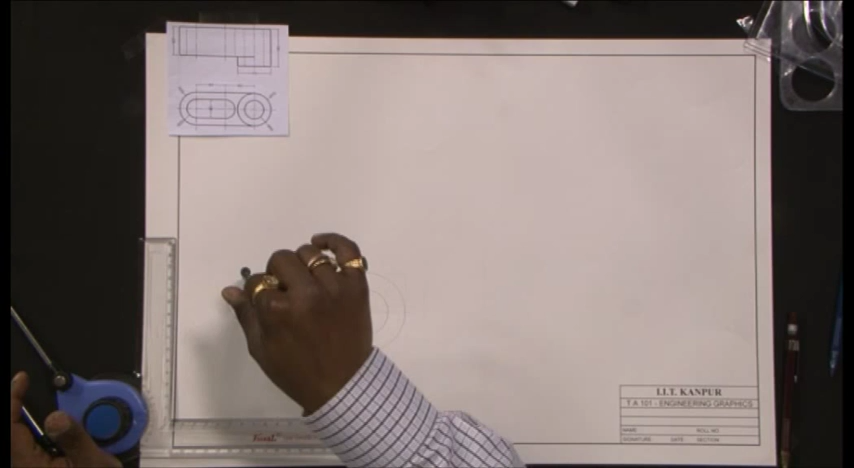 I.I.T. KANPUR
T A 101 - ENGINEERING GRAPHICS
NAME ROLL NO
SIGNATURE DATE SECTION